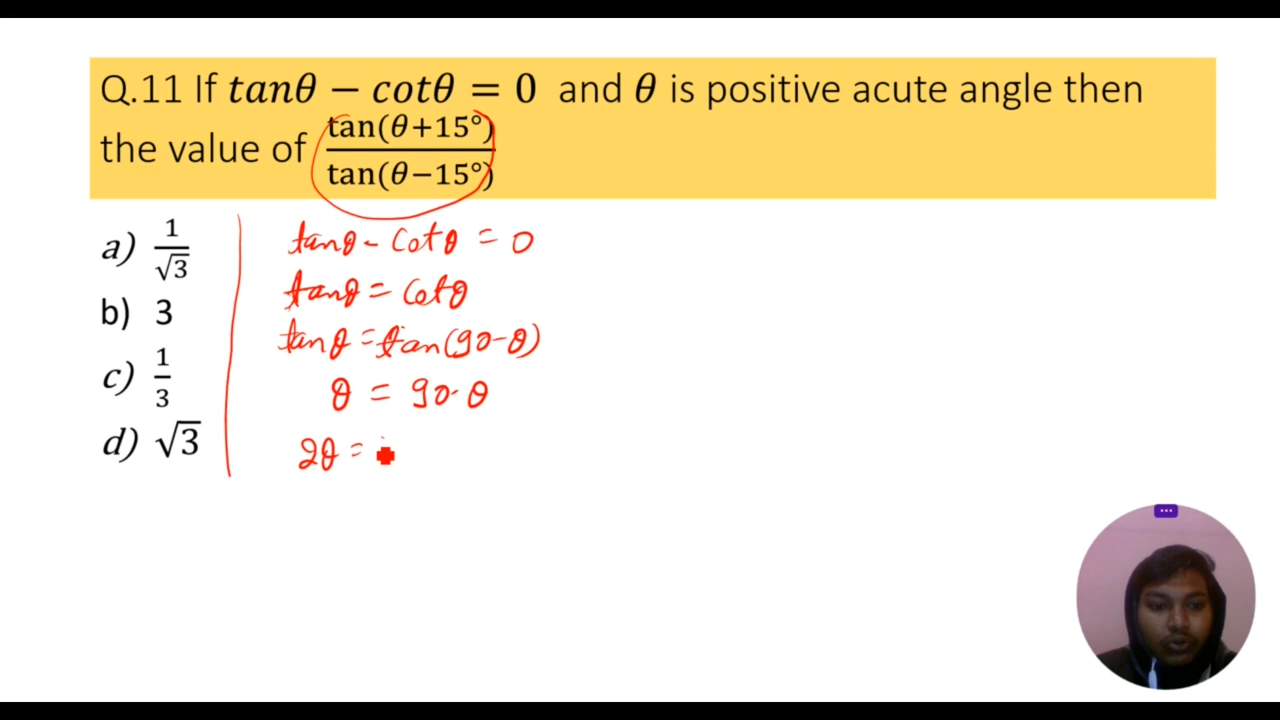 Q.11 If tanθ − cotθ = 0 and θ is positive acute angle then
the value of tan(θ+15°)/tan(θ−15°)
a) 1/√3
b) 3
c) 1/3
d) √3
tanθ - cotθ = 0
tanθ = cotθ
tanθ = tan(90-θ)
θ = 90-θ
2θ =